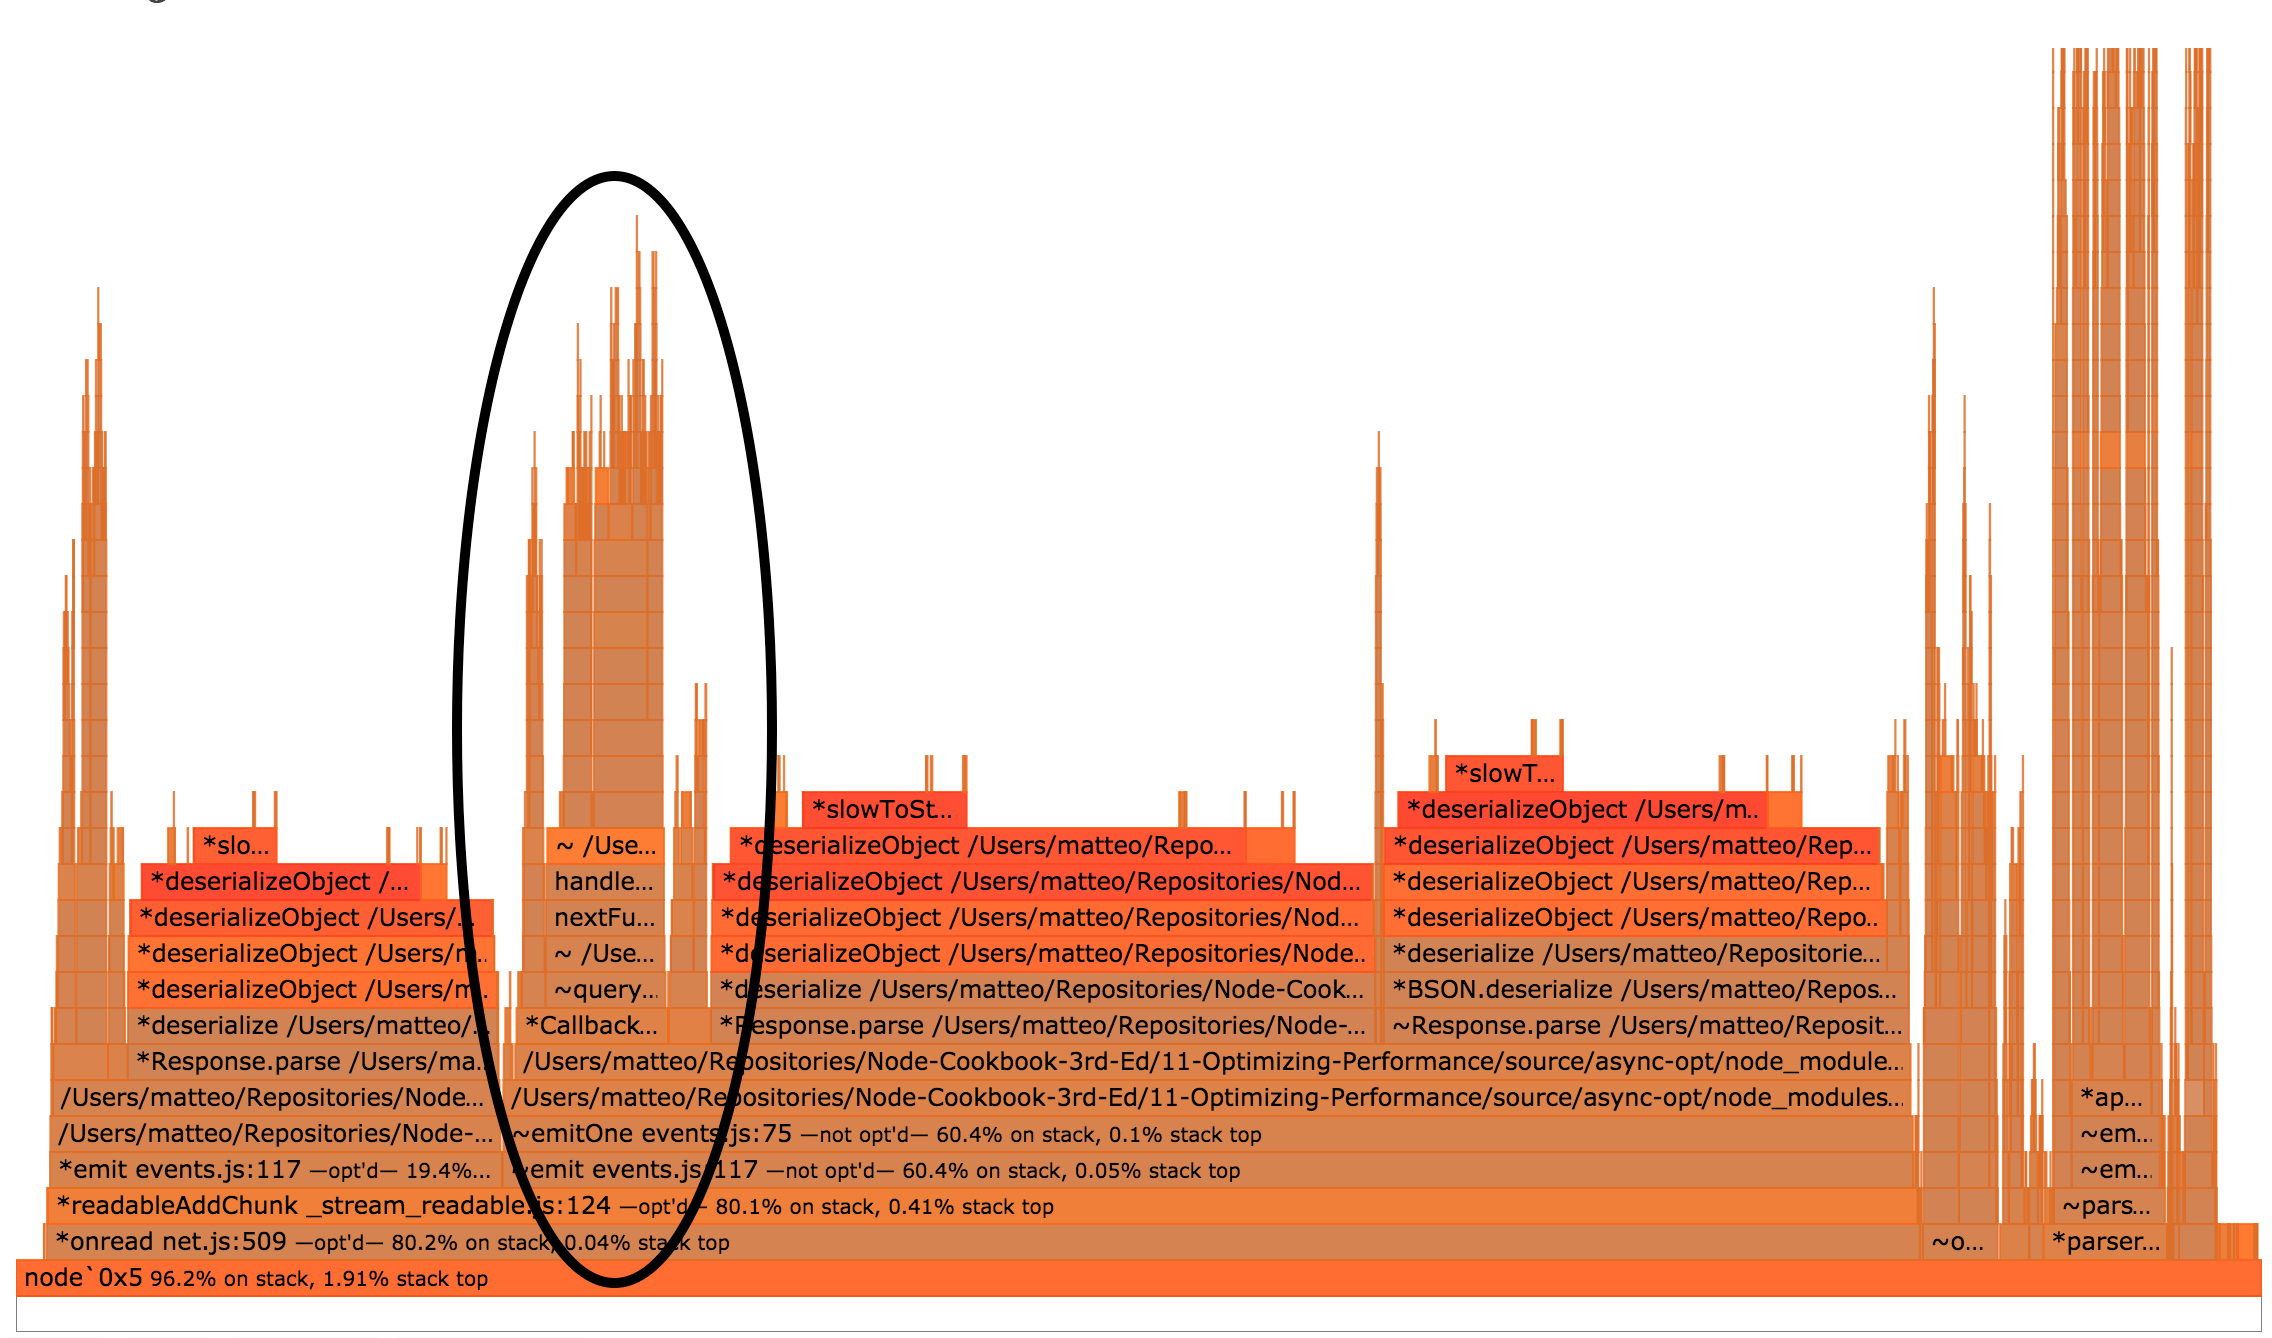 *slowT...
*slowToSt...
*deserializeObject /Users/m..
*slo...
~ /Use...
*deserializeObject /Users/matteo/Repo...
*deserializeObject /Users/matteo/Rep...
*deserializeObject /...
handle...
*deserializeObject /Users/matteo/Repositories/Nod...
*deserializeObject /Users/matteo/Rep...
*deserializeObject /Users/...
nextFu...
*deserializeObject /Users/matteo/Repositories/Nod...
*deserializeObject /Users/matteo/Repo..
*deserializeObject /Users/m...
~ /Use...
*deserializeObject /Users/matteo/Repositories/Node..
*deserialize /Users/matteo/Repositorie...
*deserializeObject /Users/m..
~query...
*deserialize /Users/matteo/Repositories/Node-Cook...
*BSON.deserialize /Users/matteo/Repos...
*deserialize /Users/matteo/...
*Callback...
*Response.parse /Users/matteo/Repositories/Node-...
~Response.parse /Users/matteo/Reposit...
*Response.parse /Users/ma...
/Users/matteo/Repositories/Node-Cookbook-3rd-Ed/11-Optimizing-Performance/source/async-opt/node_module...
/Users/matteo/Repositories/Node...
/Users/matteo/Repositories/Node-Cookbook-3rd-Ed/11-Optimizing-Performance/source/async-opt/node_modules...
*ap...
/Users/matteo/Repositories/Node-...
~emitOne events.js:75 —not opt'd— 60.4% on stack, 0.1% stack top
~em...
*emit events.js:117 —opt'd— 19.4%...
~emit events.js:117 —not opt'd— 60.4% on stack, 0.05% stack top
~em...
*readableAddChunk _stream_readable.js:124 —opt'd— 80.1% on stack, 0.41% stack top
~pars...
*onread net.js:509 —opt'd— 80.2% on stack, 0.04% stack top
~o...
*parser...
node`0x5 96.2% on stack, 1.91% stack top